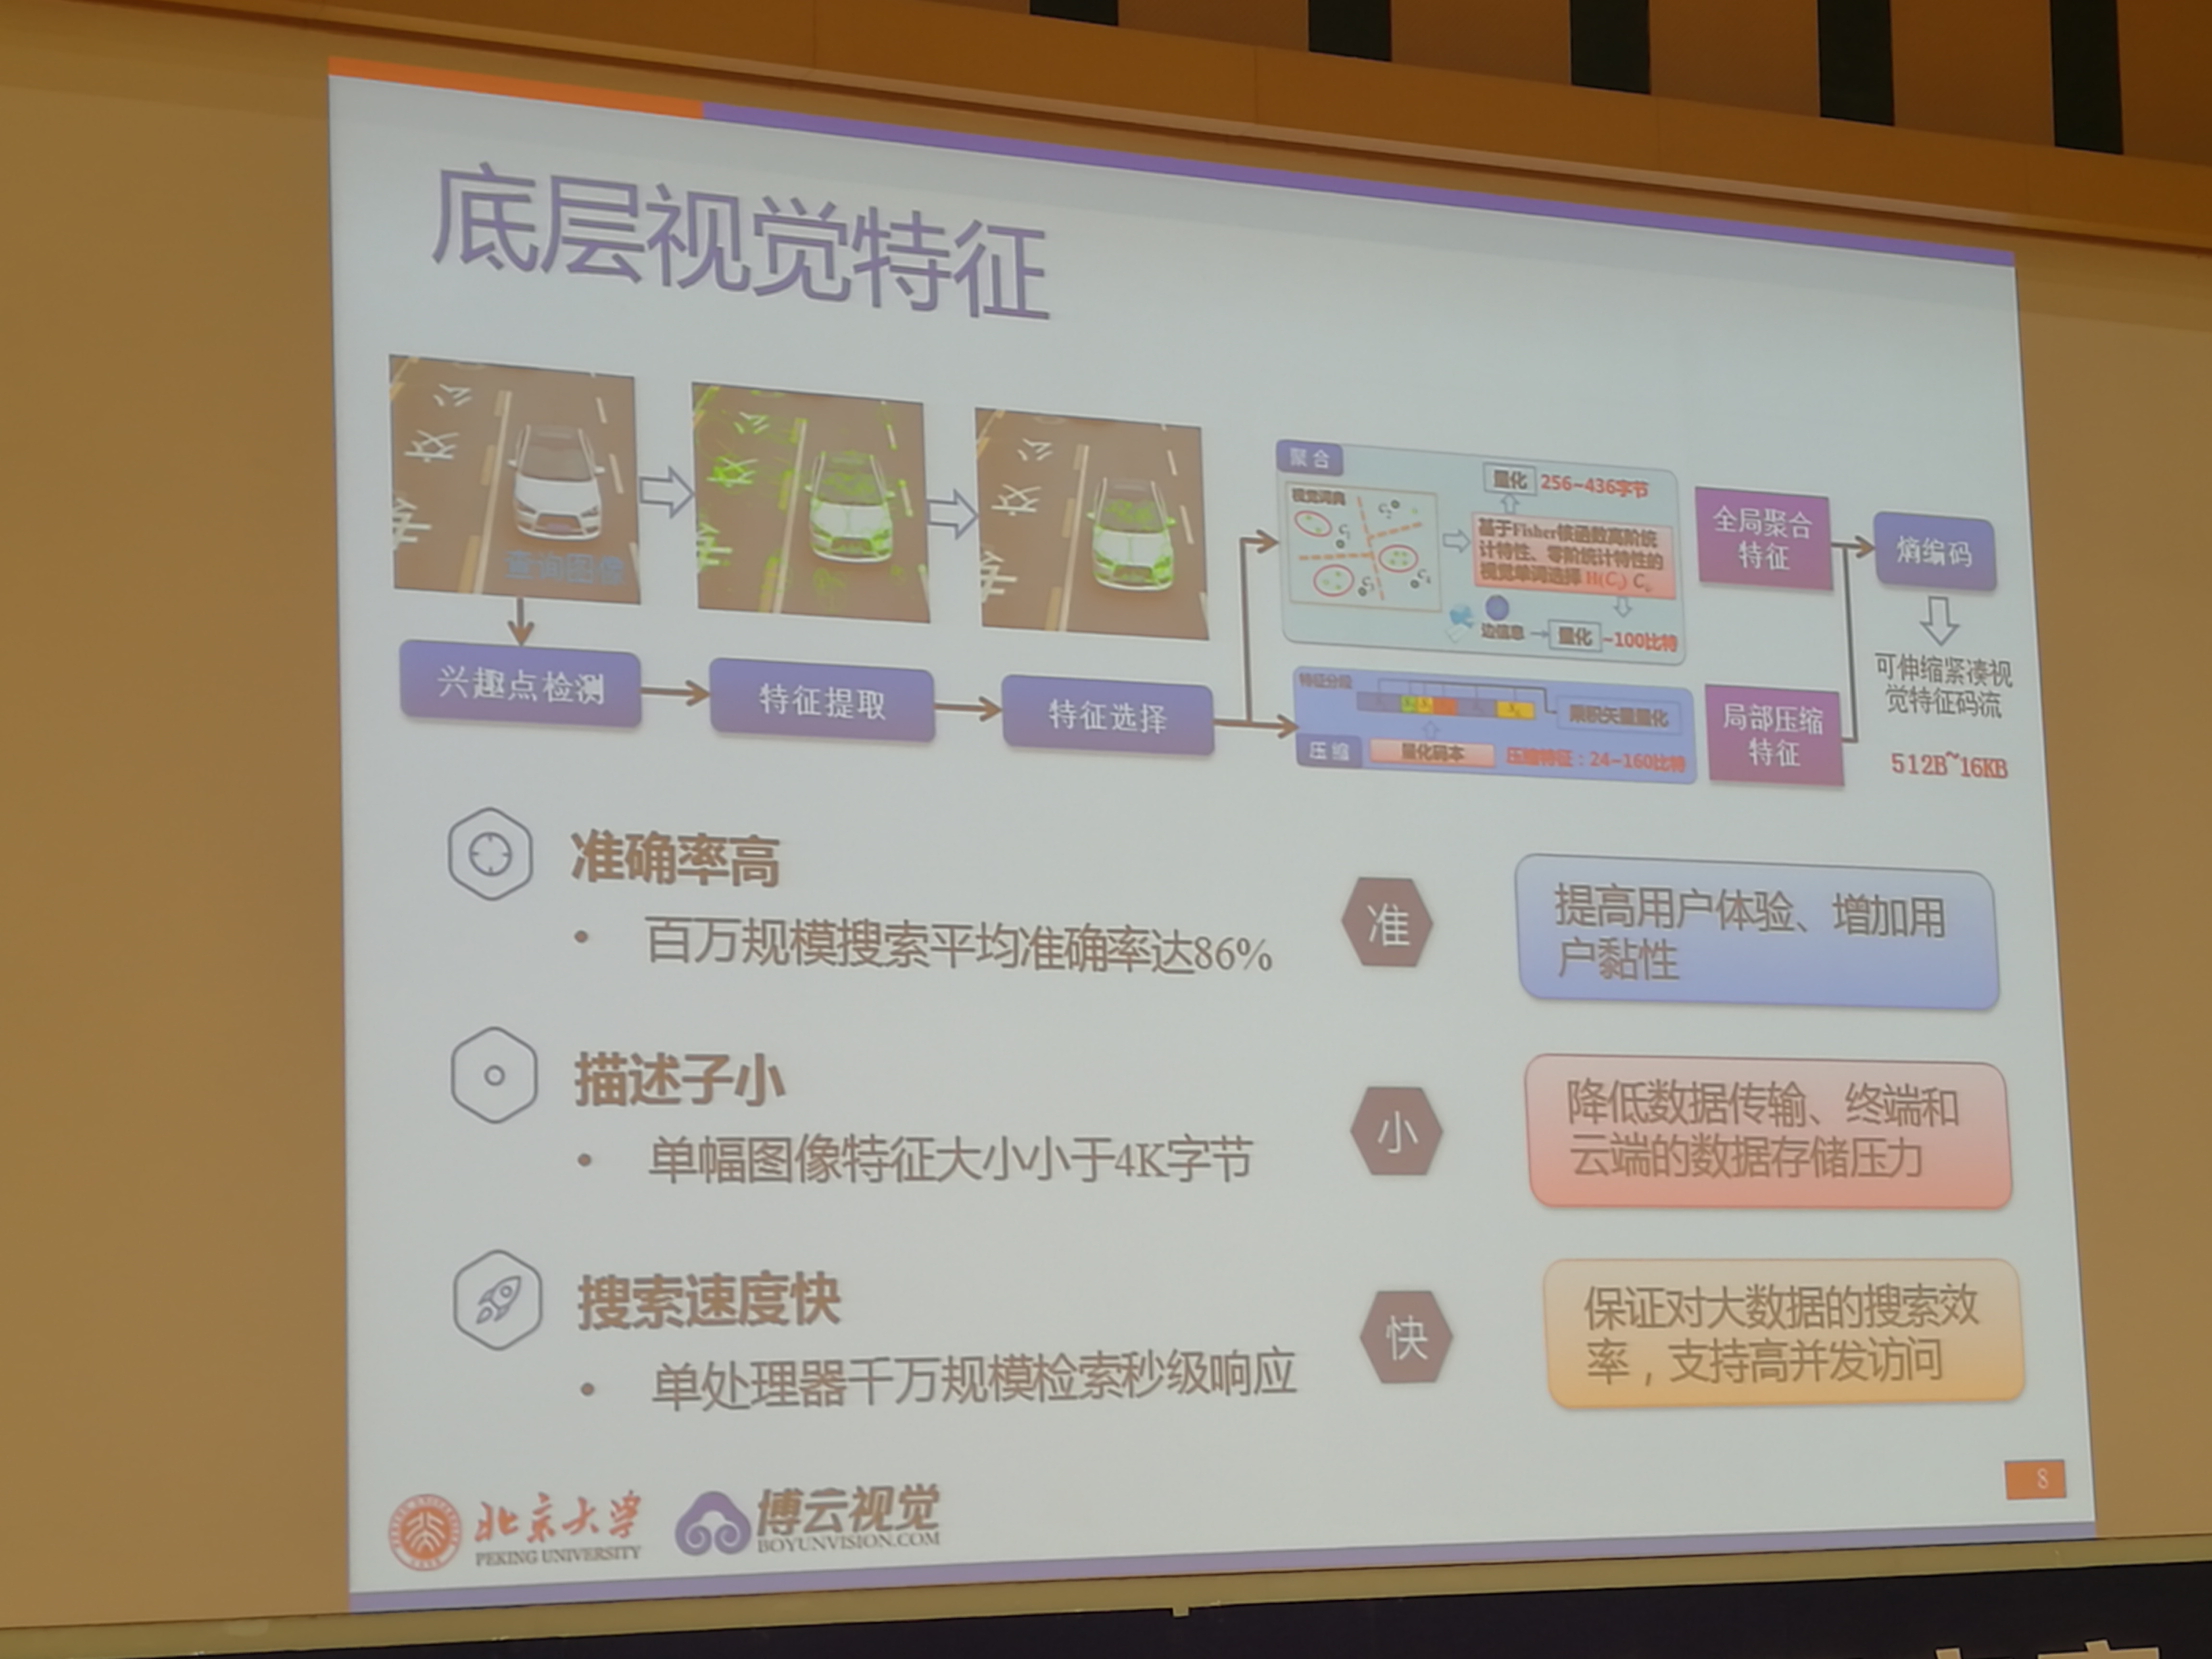 底层视觉特征
查询图像
兴趣点检测
特征提取
特征选择
聚合
视觉词典
量化 256-436字节
基于Fisher核函数高阶统
计特性、零阶统计特性的
视觉单词选择
边信息
量化 ~100比特
特征分段
乘积矢量量化
压缩
量化码本
压缩特征：24-160比特
全局聚合
特征
局部压缩
特征
熵编码
可伸缩紧凑视
觉特征码流
512B~16KB
准确率高
• 百万规模搜索平均准确率达86%
准
提高用户体验、增加用
户黏性
描述子小
• 单幅图像特征大小小于4K字节
小
降低数据传输、终端和
云端的数据存储压力
搜索速度快
• 单处理器千万规模检索秒级响应
快
保证对大数据的搜索效
率，支持高并发访问
北京大学
PEKING UNIVERSITY
博云视觉
BOYUNVISION.COM
8